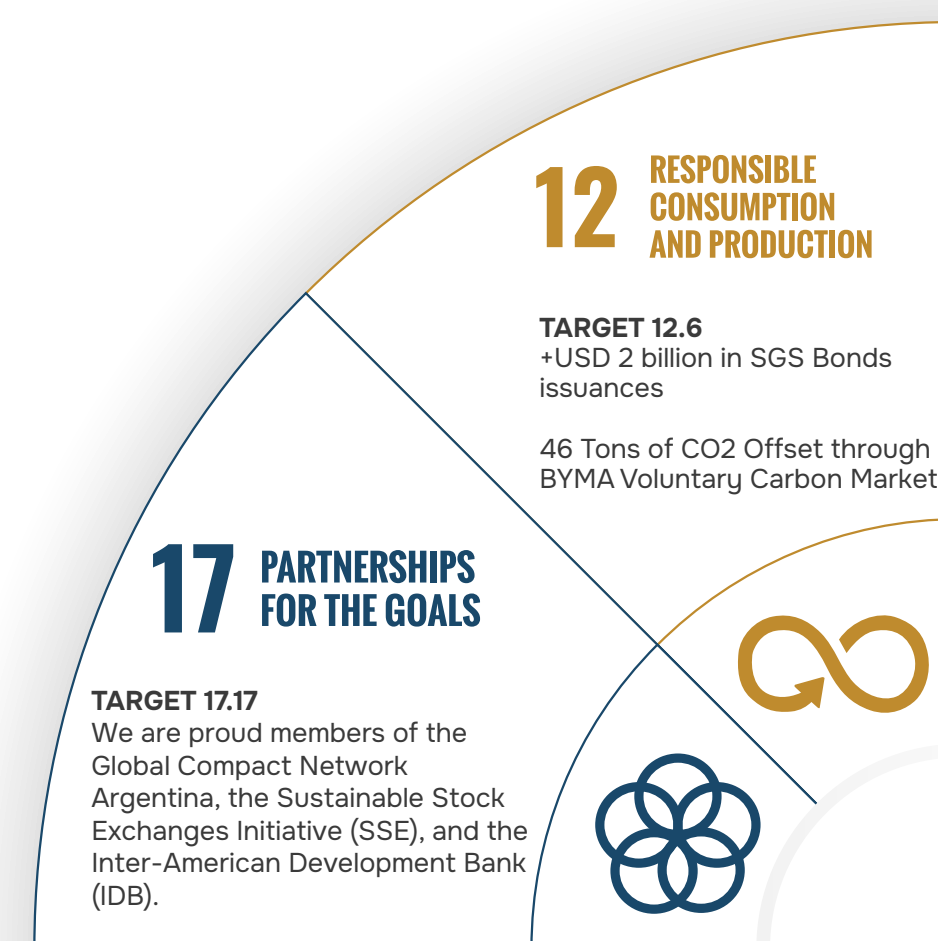 12
RESPONSIBLE
CONSUMPTION
AND PRODUCTION
TARGET 12.6
+USD 2 billion in SGS Bonds
issuances
46 Tons of CO2 Offset through
BYMA Voluntary Carbon Market
17
PARTNERSHIPS
FOR THE GOALS
TARGET 17.17
We are proud members of the
Global Compact Network
Argentina, the Sustainable Stock
Exchanges Initiative (SSE), and the
Inter-American Development Bank
(IDB).